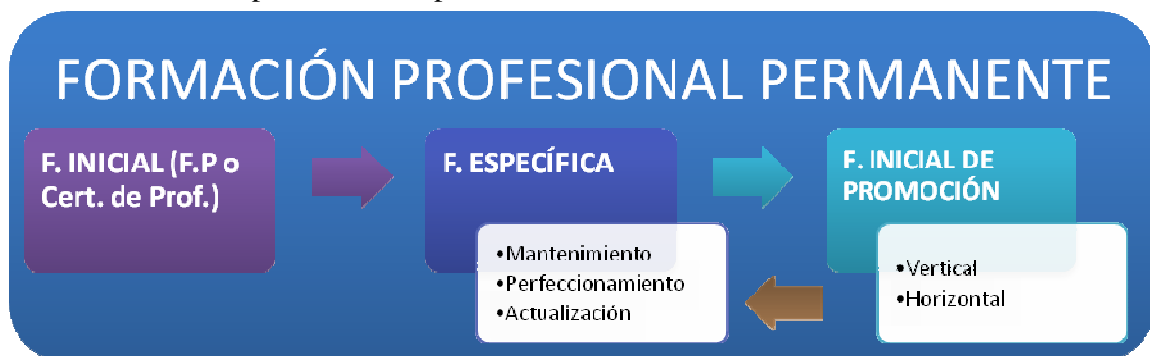 FORMACIÓN PROFESIONAL PERMANENTE
F. INICIAL (F.P o
Cert. de Prof.)
F. ESPECÍFICA
•Mantenimiento
•Perfeccionamiento
•Actualización
F. INICIAL DE
PROMOCIÓN
•Vertical
•Horizontal